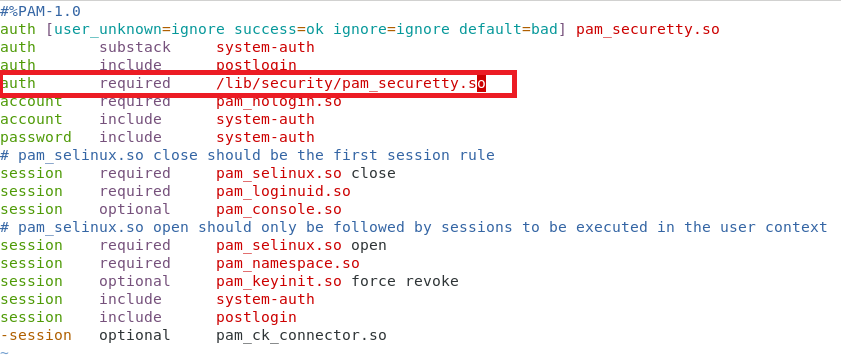 #%PAM-1.0
auth [user_unknown=ignore success=ok ignore=ignore default=bad] pam_securetty.so
auth substack system-auth
auth include postlogin
auth required /lib/security/pam_securetty.so
account required pam_nologin.so
account include system-auth
password include system-auth
# pam_selinux.so close should be the first session rule
session required pam_selinux.so close
session required pam_loginuid.so
session optional pam_console.so
# pam_selinux.so open should only be followed by sessions to be executed in the user context
session required pam_selinux.so open
session required pam_namespace.so
session optional pam_keyinit.so force revoke
session include system-auth
session include postlogin
-session optional pam_ck_connector.so
~